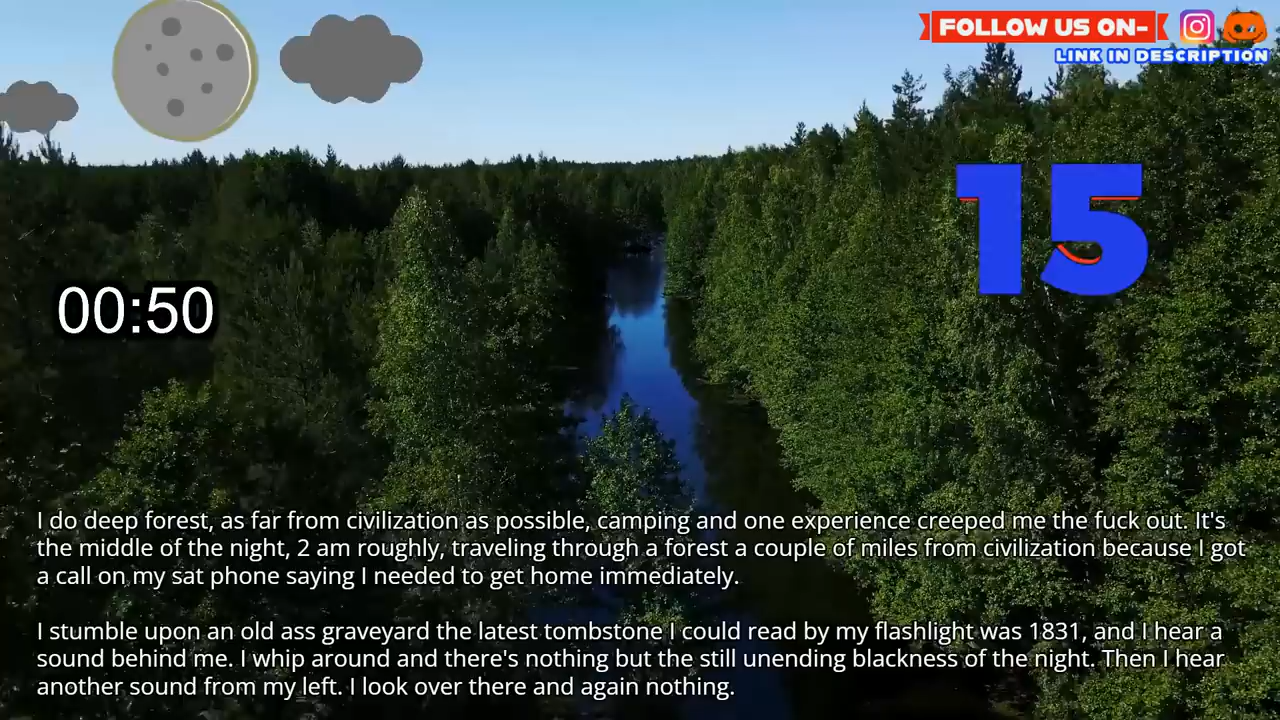 FOLLOW US ON-
LINK IN DESCRIPTION
15
00:50
I do deep forest, as far from civilization as possible, camping and one experience creeped me the fuck out. It's
the middle of the night, 2 am roughly, traveling through a forest a couple of miles from civilization because I got
a call on my sat phone saying I needed to get home immediately.
I stumble upon an old ass graveyard the latest tombstone I could read by my flashlight was 1831, and I hear a
sound behind me. I whip around and there's nothing but the still unending blackness of the night. Then I hear
another sound from my left. I look over there and again nothing.